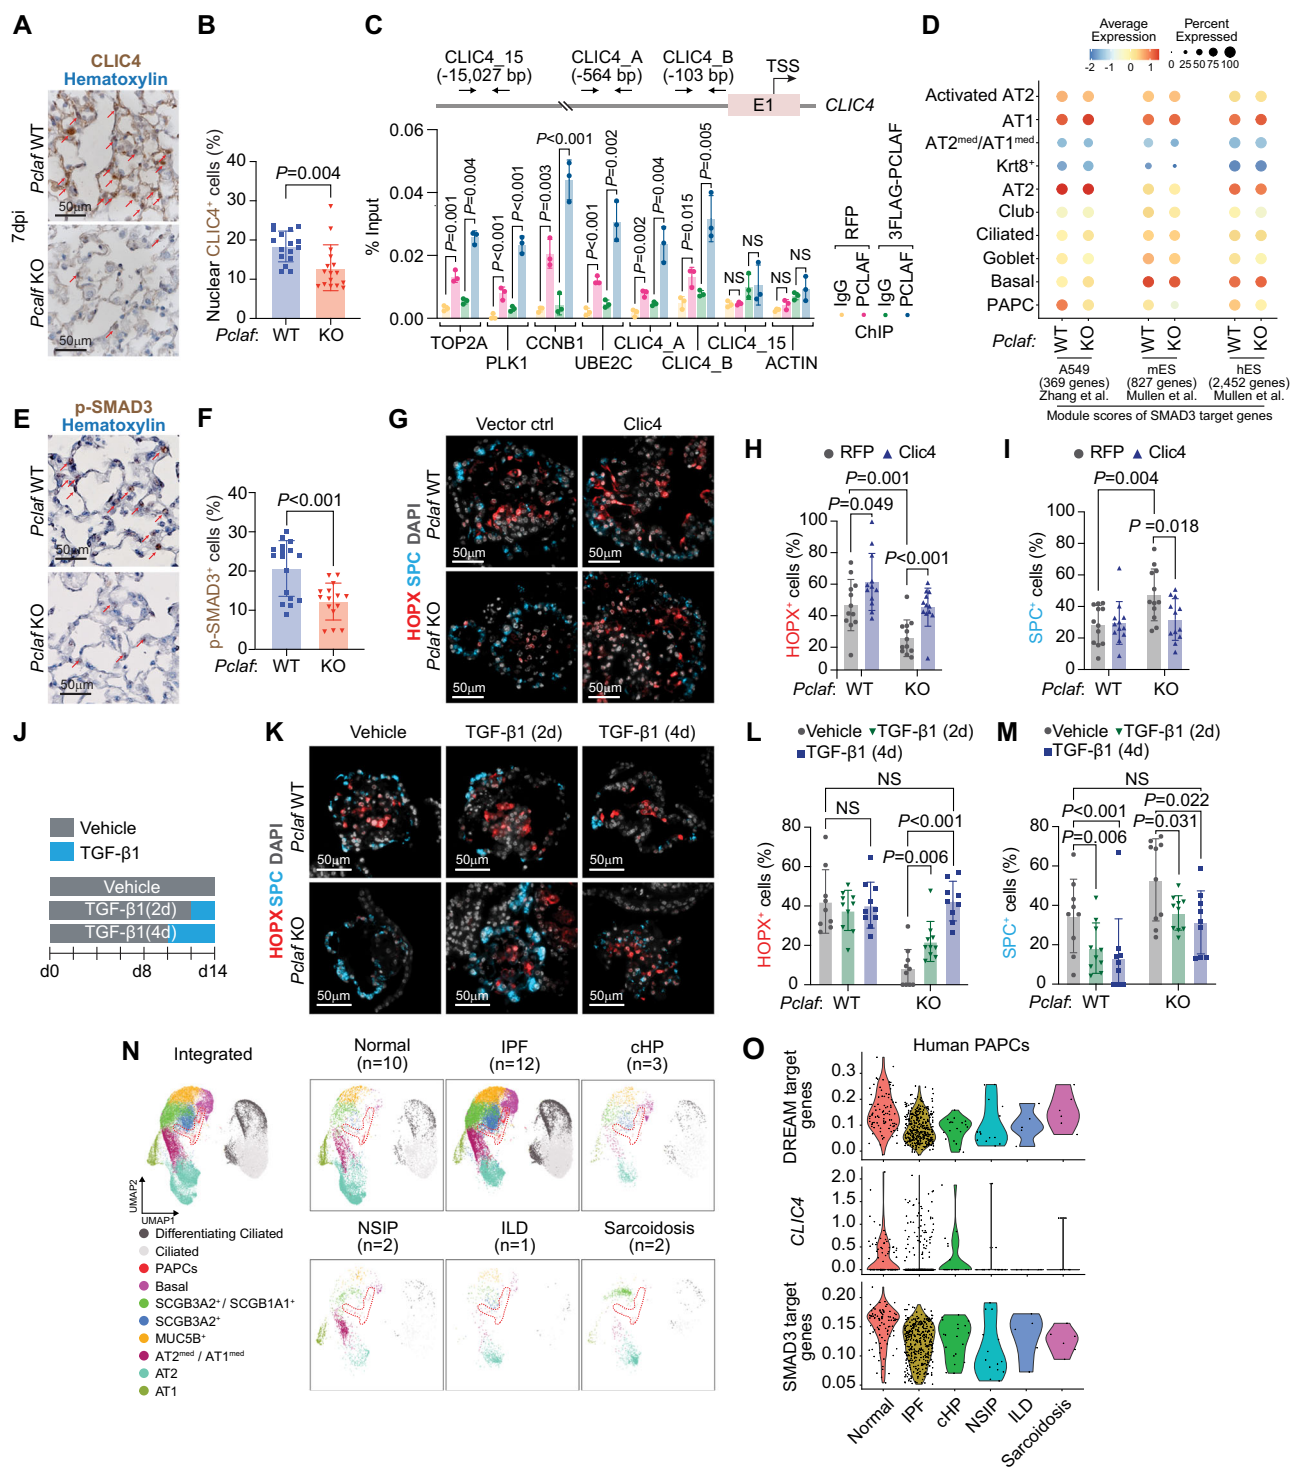 A
CLIC4
Hematoxylin
Pclaf WT
50μm
7dpi
Pclaf KO
50μm
B
Nuclear CLIC4⁺ cells (%)
40
30
20
10
0
P=0.004
Pclaf: WT KO
C
CLIC4_15 CLIC4_A CLIC4_B
(-15,027 bp) (-564 bp) (-103 bp) TSS
E1 CLIC4
% Input
0.06
0.04
0.02
0.00
P=0.001
P=0.004
P<0.001
P<0.001
P=0.003
P<0.001
P<0.001
P=0.002
P=0.002
P=0.004
P=0.015
P=0.005
NS
NS
NS
NS
TOP2A CCNB1 CLIC4_A CLIC4_15
PLK1 UBE2C CLIC4_B ACTIN
RFP
3FLAG-PCLAF
IgG
PCLAF
IgG
PCLAF
ChIP
D
Average Expression
-2 -1 0 1
Percent Expressed
0 25 50 75 100
Activated AT2
AT1
AT2ᵐᵉᵈ/AT1ᵐᵉᵈ
Krt8⁺
AT2
Club
Ciliated
Goblet
Basal
PAPC
Pclaf: WT KO WT KO WT KO
A549 mES hES
(369 genes) (827 genes) (2,452 genes)
Zhang et al. Mullen et al. Mullen et al.
Module scores of SMAD3 target genes
E
p-SMAD3
Hematoxylin
Pclaf WT
50μm
Pclaf KO
50μm
F
p-SMAD3⁺ cells (%)
40
30
20
10
0
P<0.001
Pclaf: WT KO
G
Vector ctrl Clic4
HOPX SPC DAPI
Pclaf WT
50μm 50μm
Pclaf KO
50μm 50μm
H
RFP Clic4
P=0.001
P=0.049
P<0.001
HOPX⁺ cells (%)
100
80
60
40
20
0
Pclaf: WT KO
I
RFP Clic4
P=0.004
P =0.018
SPC⁺ cells (%)
100
80
60
40
20
0
Pclaf: WT KO
J
Vehicle
TGF-β1
Vehicle
TGF-β1(2d)
TGF-β1(4d)
d0 d8 d14
K
Vehicle TGF-β1 (2d) TGF-β1 (4d)
HOPX SPC DAPI
Pclaf WT
50μm 50μm 50μm
Pclaf KO
50μm 50μm 50μm
L
Vehicle TGF-β1 (2d)
TGF-β1 (4d)
NS
NS
P<0.001
P=0.006
HOPX⁺ cells (%)
80
60
40
20
0
Pclaf: WT KO
M
Vehicle TGF-β1 (2d)
TGF-β1 (4d)
NS
P<0.001
P=0.022
P=0.006
P=0.031
SPC⁺ cells (%)
80
60
40
20
0
Pclaf: WT KO
N
Integrated
UMAP2
UMAP1
Differentiating Ciliated
Ciliated
PAPCs
Basal
SCGB3A2⁺/ SCGB1A1⁺
SCGB3A2⁺
MUC5B⁺
AT2ᵐᵉᵈ / AT1ᵐᵉᵈ
AT2
AT1
Normal (n=10)
IPF (n=12)
cHP (n=3)
NSIP (n=2)
ILD (n=1)
Sarcoidosis (n=2)
O
Human PAPCs
DREAM target genes
0.3
0.2
0.1
0.0
CLIC4
2.0
1.5
1.0
0.5
0.0
SMAD3 target genes
0.20
0.15
0.10
0.05
Normal IPF cHP NSIP ILD Sarcoidosis